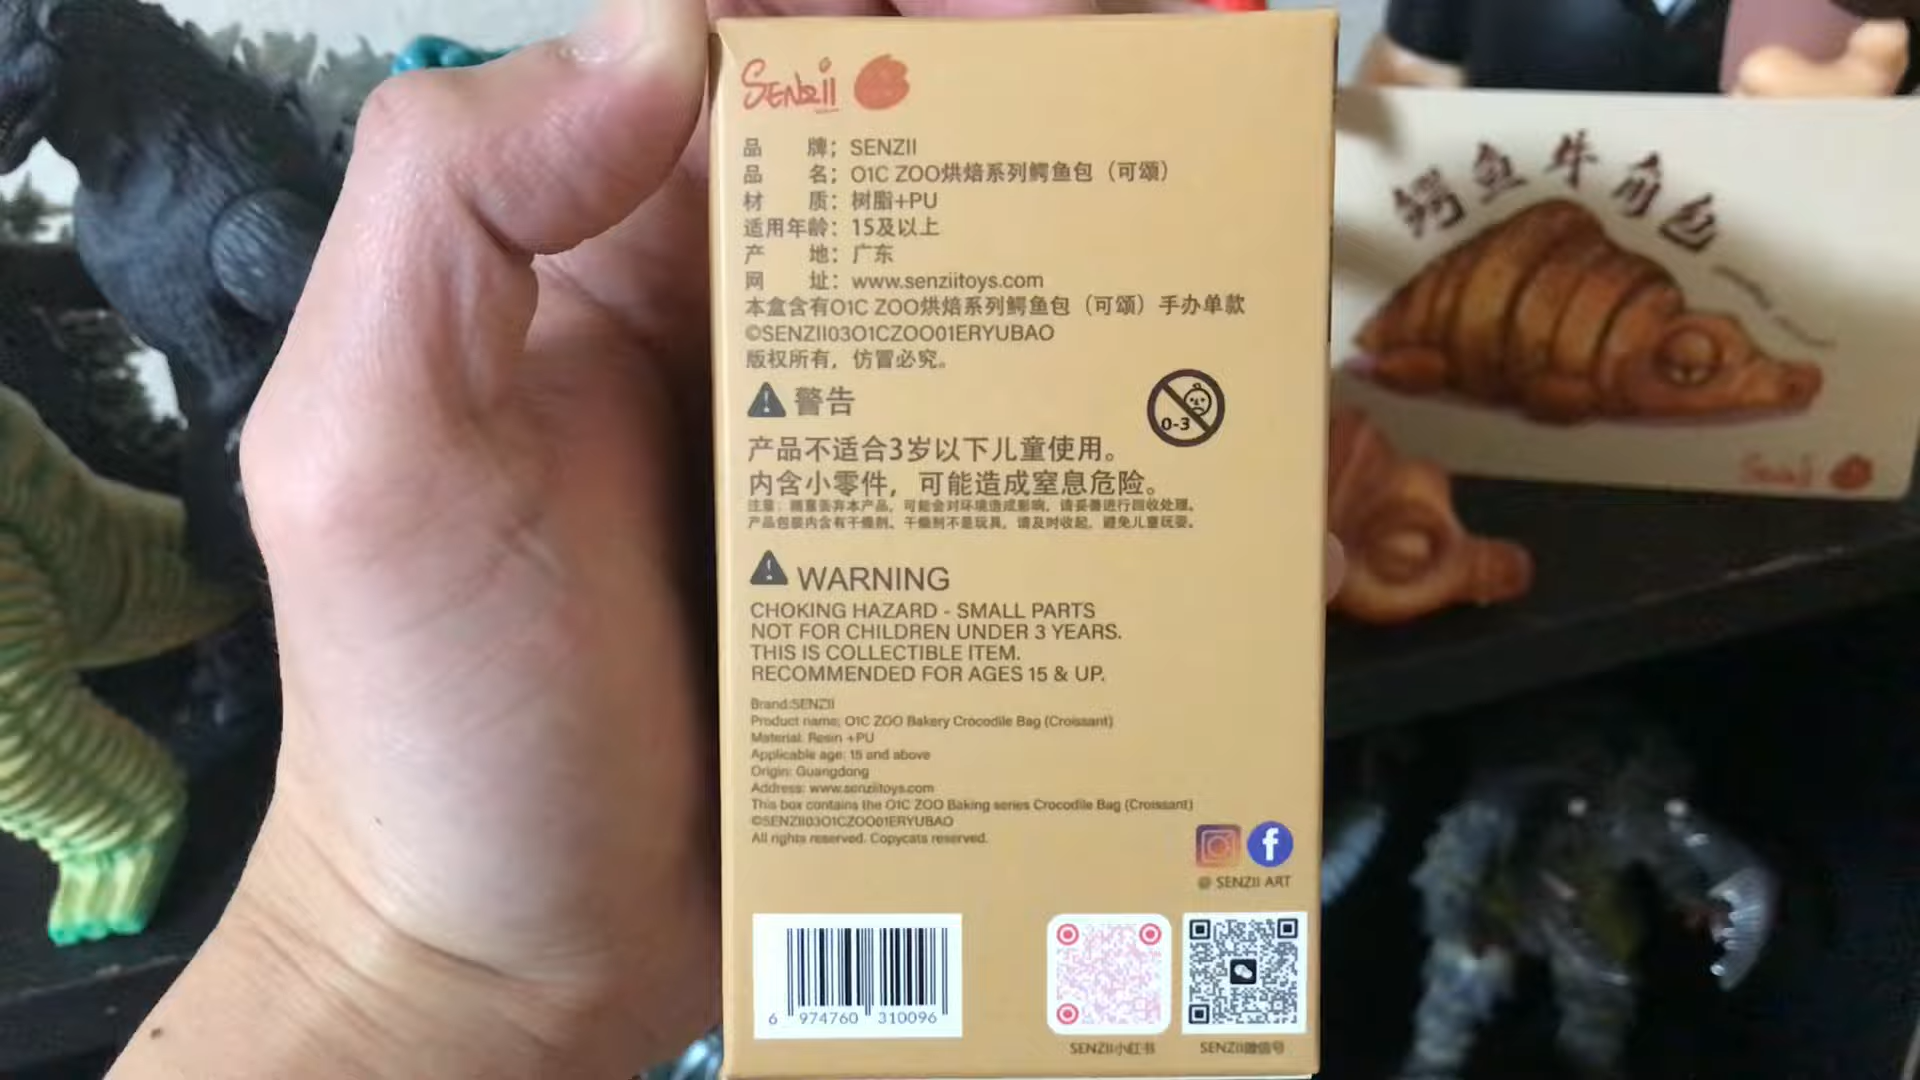 SENZII
品 牌：SENZII
品 名：O1C ZOO烘焙系列鳄鱼包（可颂）
材 质：树脂+PU
适用年龄：15及以上
产 地：广东
网 址：www.senziitoys.com
本盒含有O1C ZOO烘焙系列鳄鱼包（可颂）手办单款
©SENZII03O1CZOO01ERYUBAO
版权所有，仿冒必究。
警告
0-3
产品不适合3岁以下儿童使用。
内含小零件，可能造成窒息危险。
注意：随意丢弃本产品，可能会对环境造成影响，请妥善进行回收处理。
产品包装内含有干燥剂，干燥剂不是玩具，请及时收起，避免儿童玩耍。
WARNING
CHOKING HAZARD - SMALL PARTS
NOT FOR CHILDREN UNDER 3 YEARS.
THIS IS COLLECTIBLE ITEM.
RECOMMENDED FOR AGES 15 & UP.
Brand:SENZII
Product name: O1C ZOO Bakery Crocodile Bag (Croissant)
Material: Resin +PU
Applicable age: 15 and above
Origin: Guangdong
Address: www.senziitoys.com
This box contains the O1C ZOO Baking series Crocodile Bag (Croissant)
©SENZII03O1CZOO01ERYUBAO
All rights reserved. Copycats reserved.
@ SENZII ART
6 974760 310096
SENZII小红书
SENZII微信号
鳄鱼牛角包
Senzii